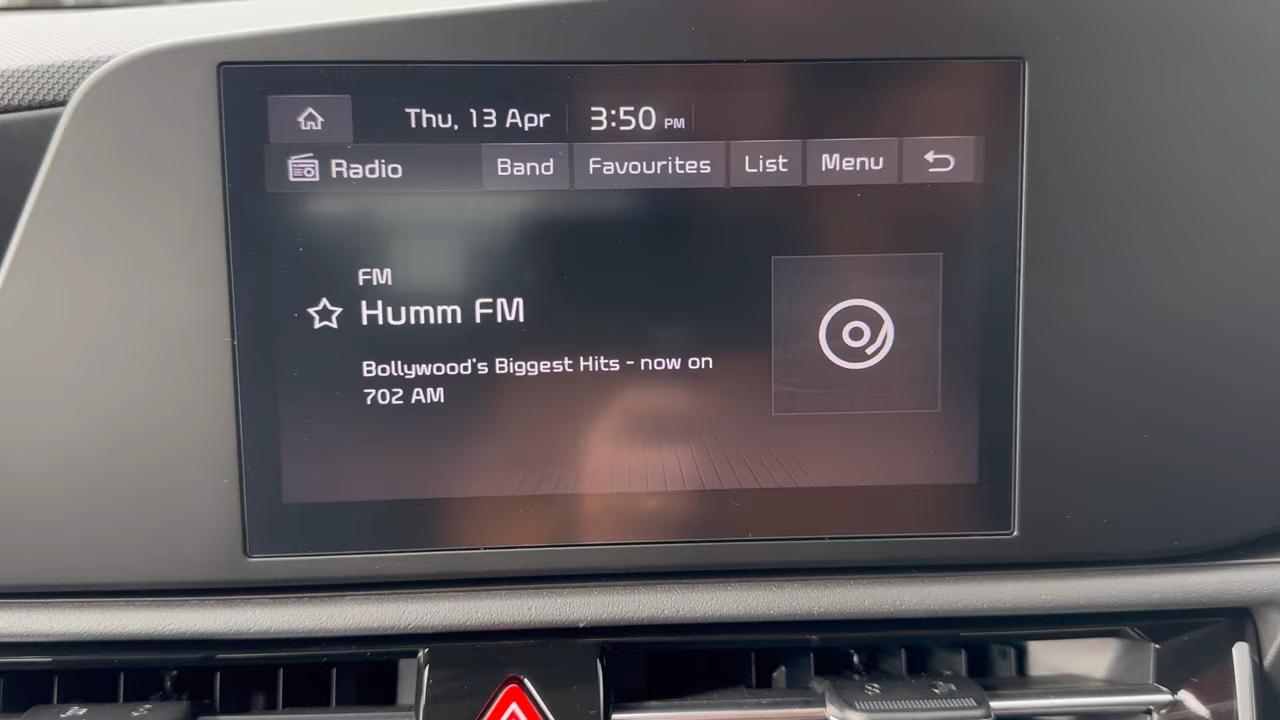 Thu, 13 Apr 3:50 PM
Radio Band Favourites List Menu
FM
Humm FM
Bollywood's Biggest Hits - now on
702 AM